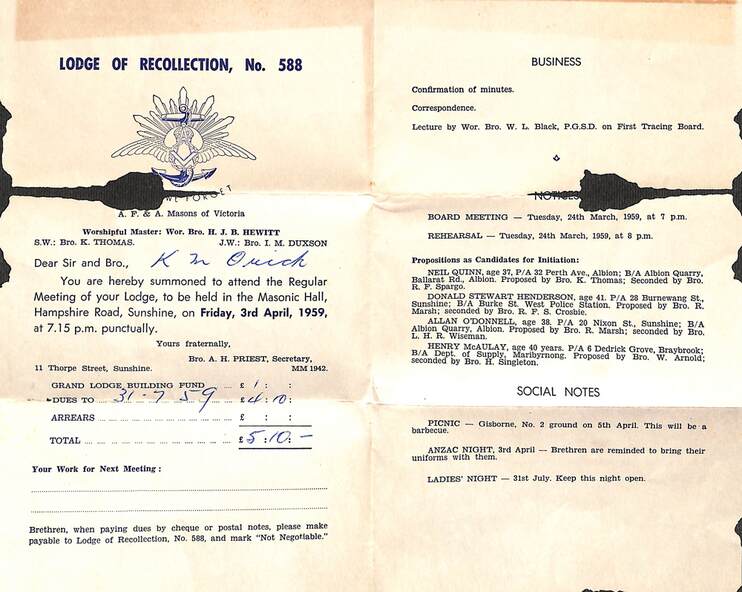 LODGE OF RECOLLECTION, No. 588
FORGET
A. F. & A. Masons of Victoria
Worshipful Master: Wor. Bro. H. J. B. HEWITT
S.W.: Bro. K. THOMAS. J.W.: Bro. I. M. DUXSON
Dear Sir and Bro., K M
You are hereby summoned to attend the Regular
Meeting of your Lodge, to be held in the Masonic Hall,
Hampshire Road, Sunshine, on Friday, 3rd April, 1959,
at 7.15 p.m. punctually.
Yours fraternally,
Bro. A. H. PRIEST, Secretary,
11 Thorpe Street, Sunshine. MM 1942.
GRAND LODGE BUILDING FUND £ 1 : :
DUES TO 31-7 59 £ 4 : 10 :
ARREARS £ : :
TOTAL £ 5 : 10 : -
Your Work for Next Meeting :
Brethren, when paying dues by cheque or postal notes, please make
payable to Lodge of Recollection, No. 588, and mark "Not Negotiable."
BUSINESS
Confirmation of minutes.
Correspondence.
Lecture by Wor. Bro. W. L. Black, P.G.S.D. on First Tracing Board.
NOTICES
BOARD MEETING — Tuesday, 24th March, 1959, at 7 p.m.
REHEARSAL — Tuesday, 24th March, 1959, at 8 p.m.
Propositions as Candidates for Initiation:
NEIL QUINN, age 37, P/A 32 Perth Ave., Albion; B/A Albion Quarry,
Ballarat Rd., Albion. Proposed by Bro. K. Thomas; Seconded by Bro.
R. F. Spargo.
DONALD STEWART HENDERSON, age 41. P/A 28 Burnewang St.,
Sunshine; B/A Burke St. West Police Station. Proposed by Bro. R.
Marsh; seconded by Bro. R. F. S. Crosbie.
ALLAN O'DONNELL, age 38. P/A 20 Nixon St., Sunshine; B/A
Albion Quarry, Albion. Proposed by Bro. R. Marsh; seconded by Bro.
L. H. R. Wiseman.
HENRY McAULAY, age 40 years. P/A 6 Dedrick Grove, Braybrook;
B/A Dept. of Supply, Maribyrnong. Proposed by Bro. W. Arnold;
seconded by Bro. H. Singleton.
SOCIAL NOTES
PICNIC — Gisborne, No. 2 ground on 5th April. This will be a
barbecue.
ANZAC NIGHT, 3rd April — Brethren are reminded to bring their
uniforms with them.
LADIES' NIGHT — 31st July. Keep this night open.